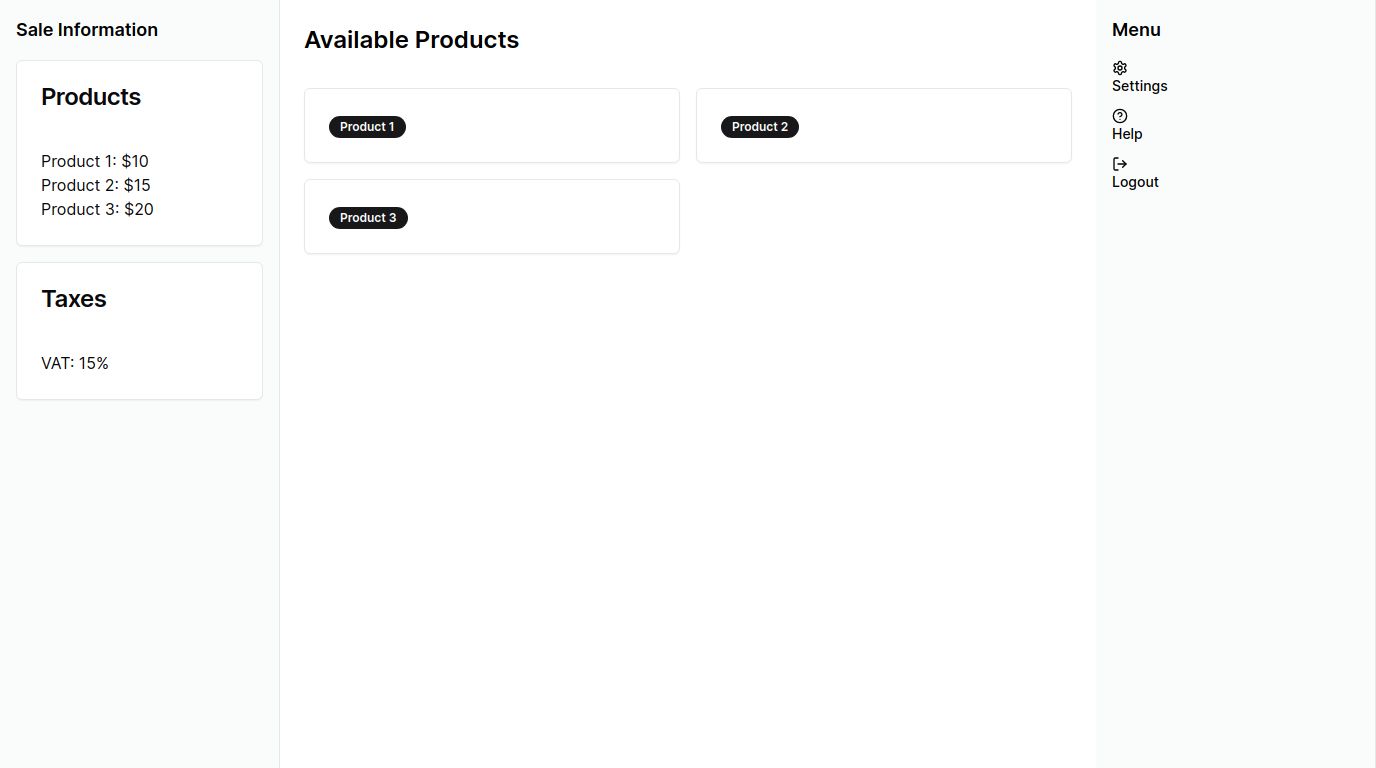 Sale Information
Products
Product 1: $10
Product 2: $15
Product 3: $20
Taxes
VAT: 15%
Available Products
Product 1
Product 2
Product 3
Menu
Settings
Help
Logout